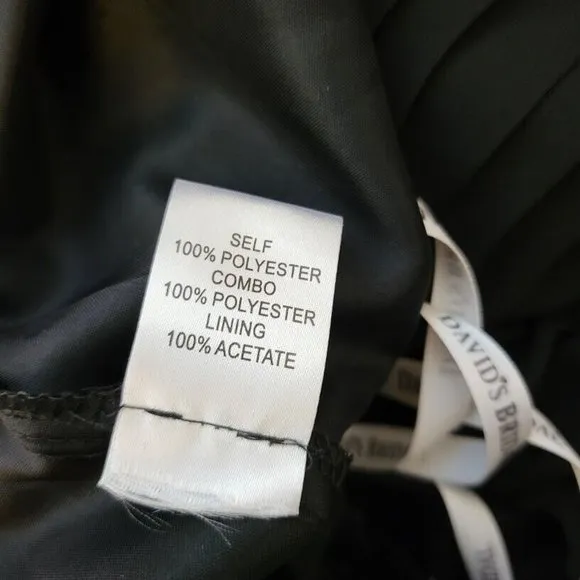 SELF
100% POLYESTER
COMBO
100% POLYESTER
LINING
100% ACETATE
DAVID'S